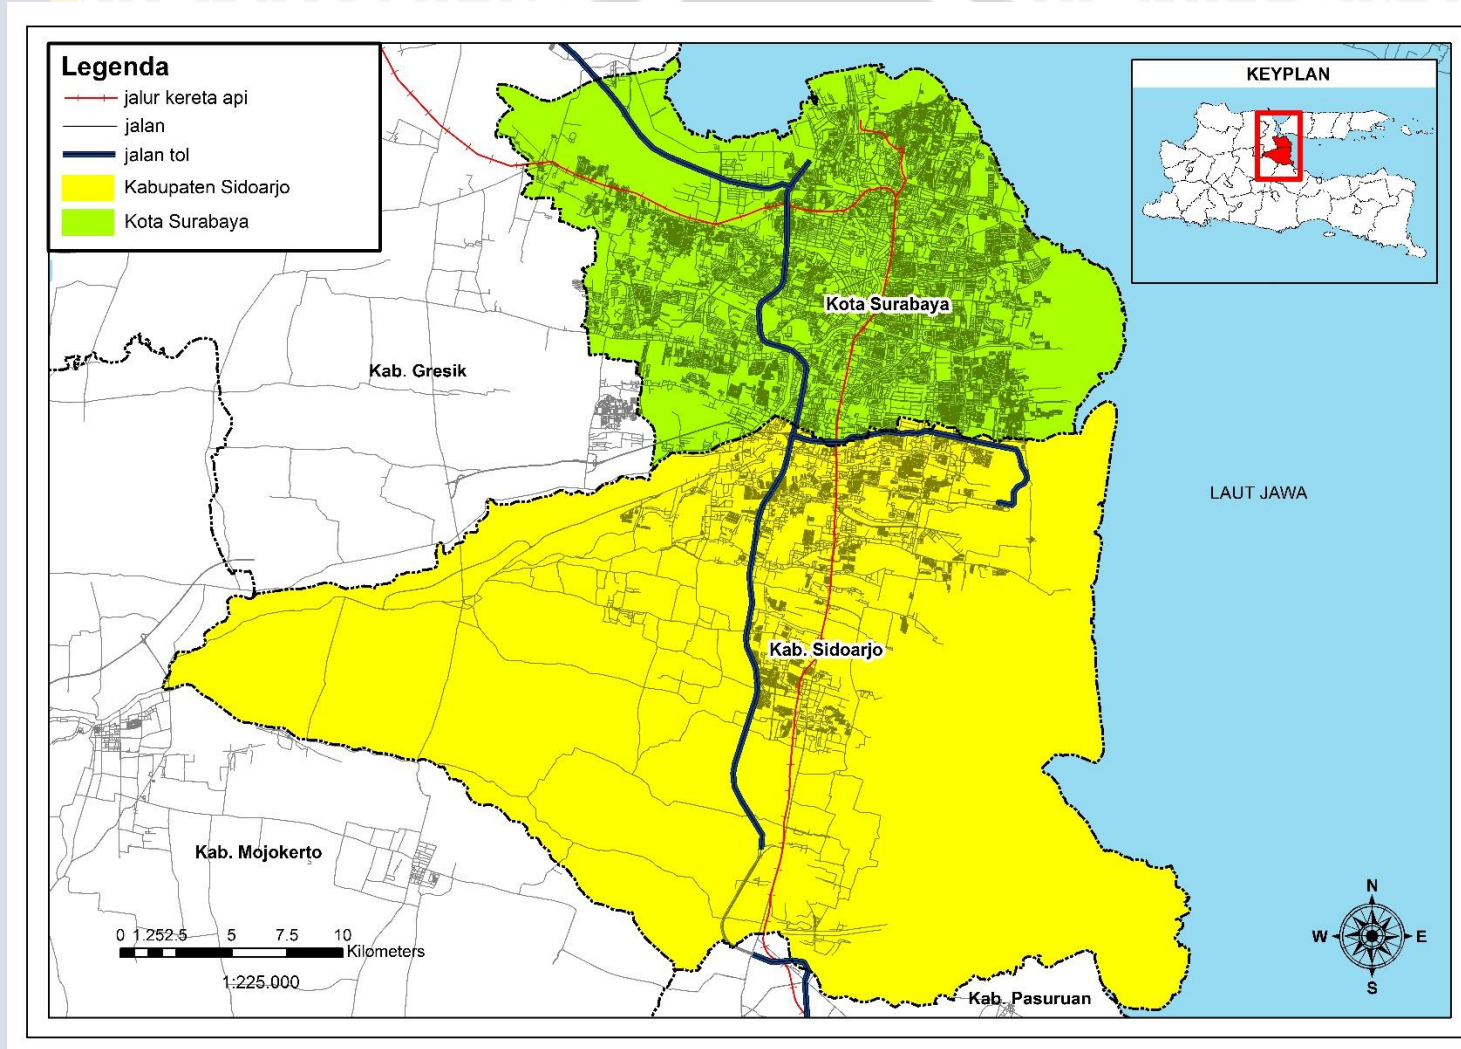 Legenda
jalur kereta api
jalan
jalan tol
Kabupaten Sidoarjo
Kota Surabaya
KEYPLAN
Kota Surabaya
Kab. Gresik
LAUT JAWA
Kab. Sidoarjo
Kab. Mojokerto
0 1.252.5 5 7.5 10
Kilometers
1:225.000
Kab. Pasuruan
N
W E
S